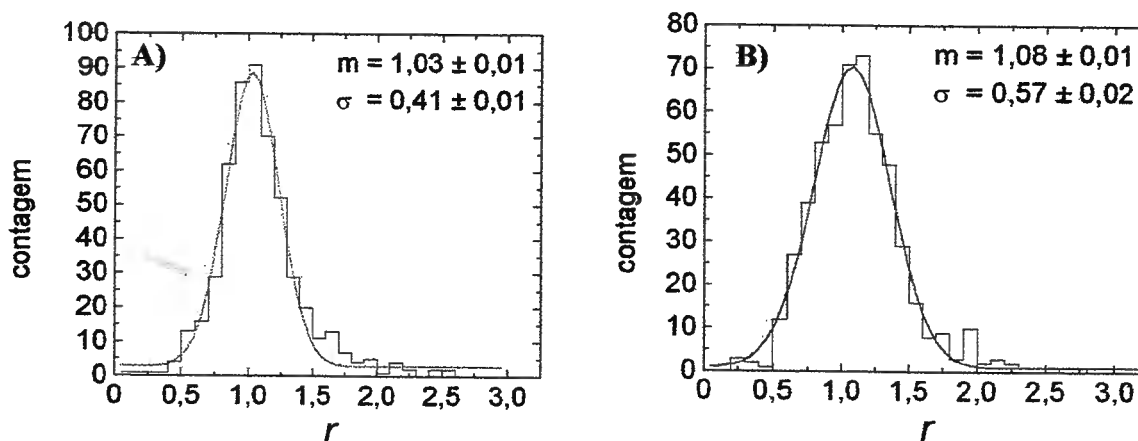 A)
m = 1,03 ± 0,01
σ = 0,41 ± 0,01
100
90
80
70
60
50
40
30
20
10
0
contagem
0 0,5 1,0 1,5 2,0 2,5 3,0
r
B)
m = 1,08 ± 0,01
σ = 0,57 ± 0,02
80
70
60
50
40
30
20
10
0
contagem
0 0,5 1,0 1,5 2,0 2,5 3,0
r